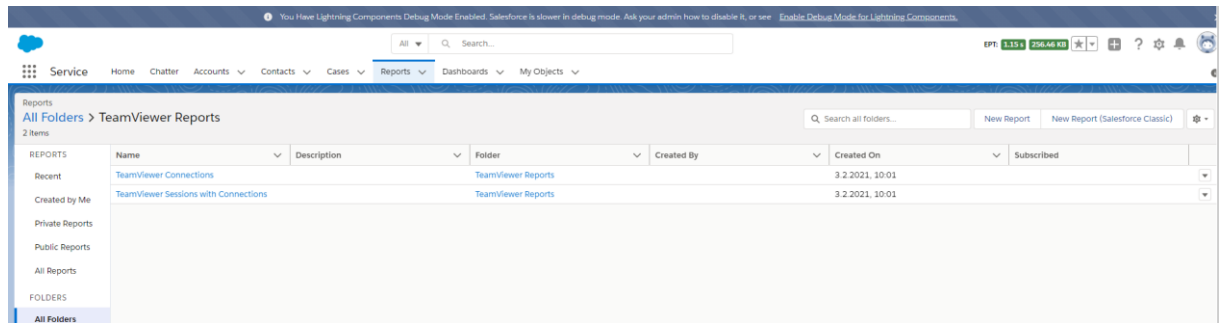 You Have Lightning Components Debug Mode Enabled. Salesforce is slower in debug mode. Ask your admin how to disable it, or see Enable Debug Mode for Lightning Components.
All Search... EPT: 1.15 s 256.46 KB
Service Home Chatter Accounts Contacts Cases Reports Dashboards My Objects
Reports
All Folders > TeamViewer Reports
2 items
Search all folders... New Report New Report (Salesforce Classic)
REPORTS Name Description Folder Created By Created On Subscribed
Recent TeamViewer Connections TeamViewer Reports 3.2.2021, 10:01
Created by Me TeamViewer Sessions with Connections TeamViewer Reports 3.2.2021, 10:01
Private Reports
Public Reports
All Reports
FOLDERS
All Folders